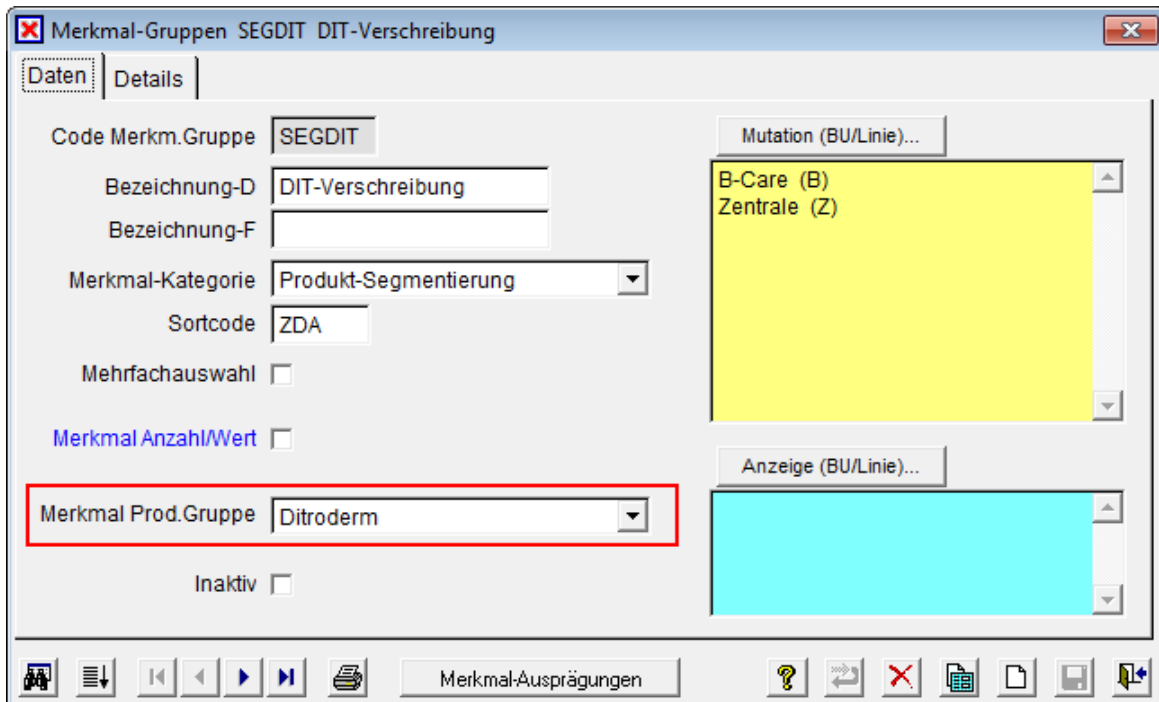 Merkmal-Gruppen SEGDIT DIT-Verschreibung
Daten
Details
Code Merkm.Gruppe SEGDIT
Bezeichnung-D DIT-Verschreibung
Bezeichnung-F
Merkmal-Kategorie Produkt-Segmentierung
Sortcode ZDA
Mehrfachauswahl
Merkmal Anzahl/Wert
Merkmal Prod.Gruppe Ditroderm
Inaktiv
Mutation (BU/Linie)...
B-Care (B)
Zentrale (Z)
Anzeige (BU/Linie)...
Merkmal-Ausprägungen